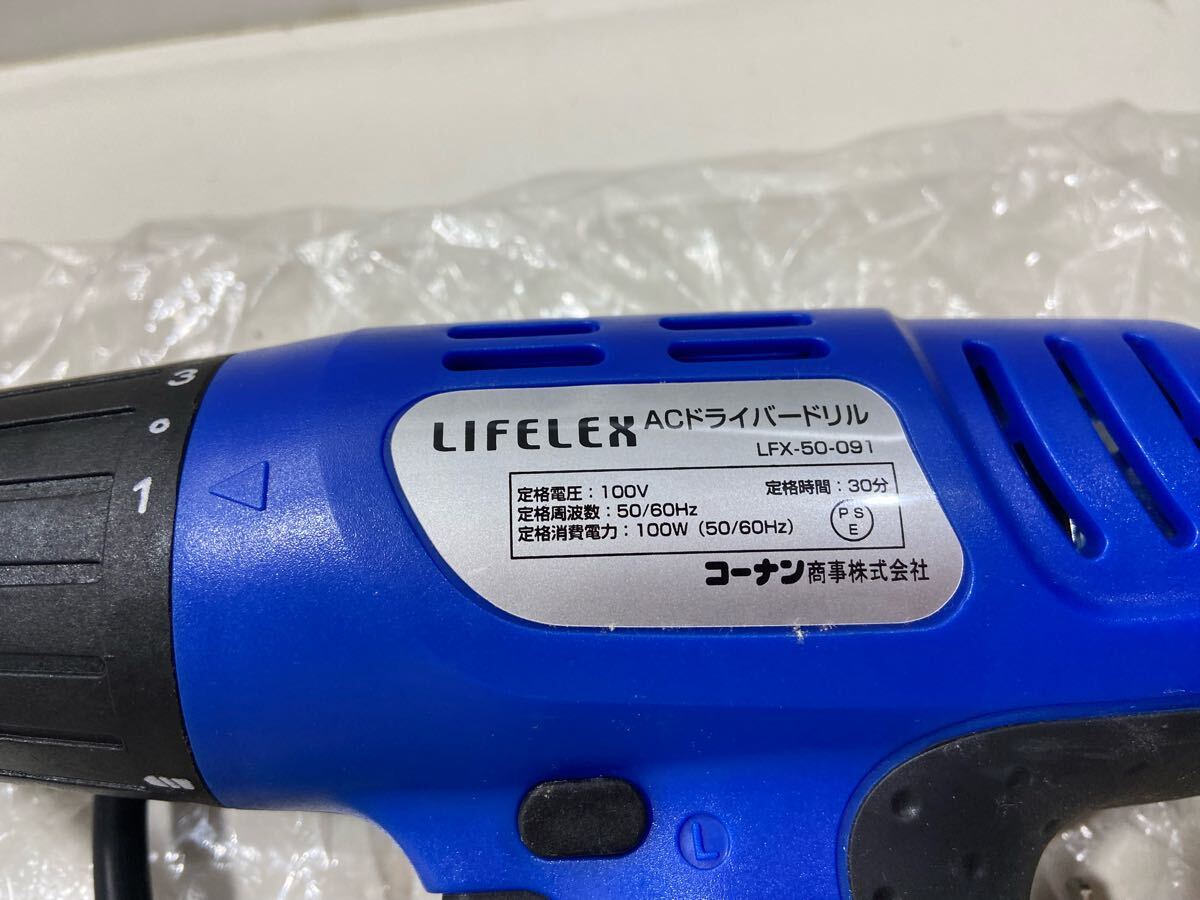 3
1
LIFELEX ACドライバードリル
LFX-50-091
定格電圧：100V 定格時間：30分
定格周波数：50/60Hz
定格消費電力：100W（50/60Hz）
PS
E
コーナン商事株式会社
L